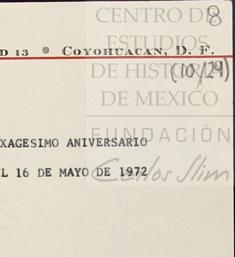 CENTRO DE
8
ESTUDIOS
D 13 @ COYOHUACAN, D. F.
DE HISTORIA
(10/29)
DE MEXICO
FUNDACIÓN
XAGESIMO ANIVERSARIO
Carlos Slim
L 16 DE MAYO DE 1972